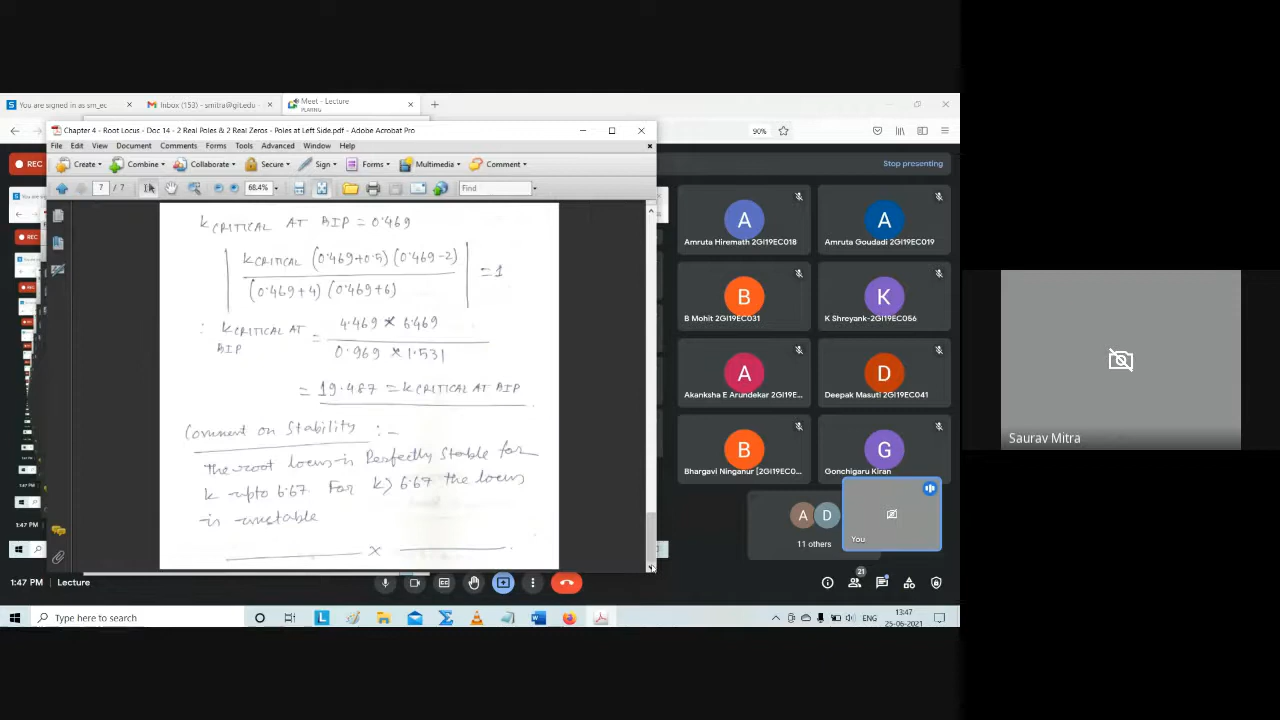 You are signed in as sm_ec
Inbox (153) - smitra@git.edu
Meet - Lecture
PLAYING
90%
Chapter 4 - Root Locus - Doc 14 - 2 Real Poles & 2 Real Zeros - Poles at Left Side.pdf - Adobe Acrobat Pro
File Edit View Document Comments Forms Tools Advanced Window Help
Create Combine Collaborate Secure Sign Forms Multimedia Comment
7 / 7 68.4% Find
REC
REC
Stop presenting
K CRITICAL AT BIP = 0.469
| K CRITICAL (0.469+0.5) (0.469-2) | = 1
(0.469+4) (0.469+6)
∴ K CRITICAL AT BIP = 4.469 × 6.469
0.969 × 1.531
= 19.487 = K CRITICAL AT BIP
Comment on Stability :-
The root locus is Perfectly Stable for
K upto 6.67 For K > 6.67 the locus
is unstable
×
A
Amruta Hiremath 2GI19EC018
A
Amruta Goudadi 2GI19EC019
B
B Mohit 2GI19EC031
K
K Shreyank-2GI19EC056
A
Akanksha E Arundekar 2GI19E...
D
Deepak Masuti 2GI19EC041
B
Bhargavi Ninganur [2GI19EC0...
G
Gonchigaru Kiran
A D
11 others
You
Saurav Mitra
1:47 PM
1:47 PM Lecture
21
Type here to search
ENG
13:47
25-06-2021